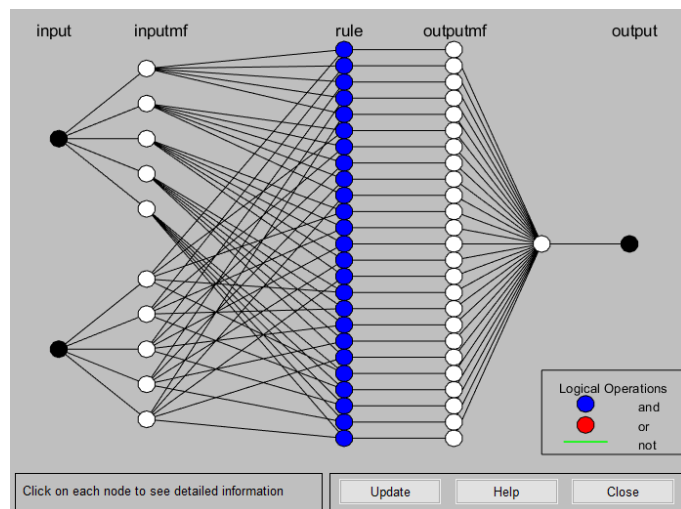 input inputmf rule outputmf output
Logical Operations
and
or
not
Click on each node to see detailed information
Update Help Close